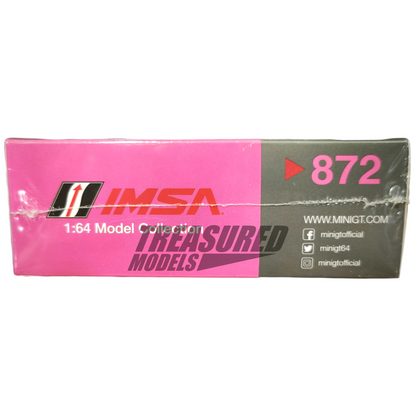 IMSA
1:64 Model Collection
TREASURED
MODELS
872
WWW.MINIGT.COM
minigtofficial
minigt64
minigtofficial